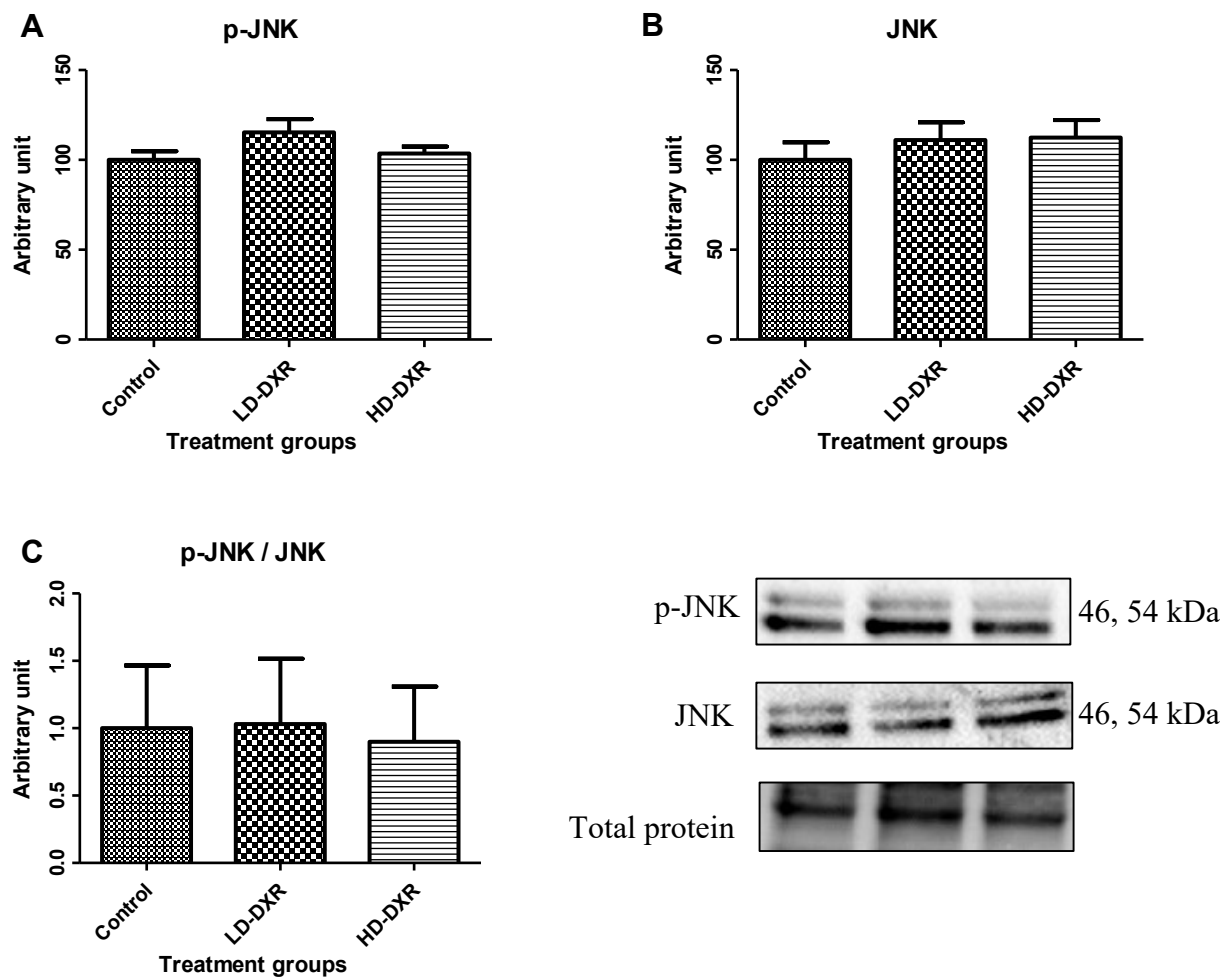 A
p-JNK
Arbitrary unit
150
100
50
0
Control
LD-DXR
HD-DXR
Treatment groups
B
JNK
Arbitrary unit
150
100
50
0
Control
LD-DXR
HD-DXR
Treatment groups
C
p-JNK / JNK
Arbitrary unit
2.0
1.5
1.0
0.5
0.0
Control
LD-DXR
HD-DXR
Treatment groups
p-JNK 46, 54 kDa
JNK 46, 54 kDa
Total protein